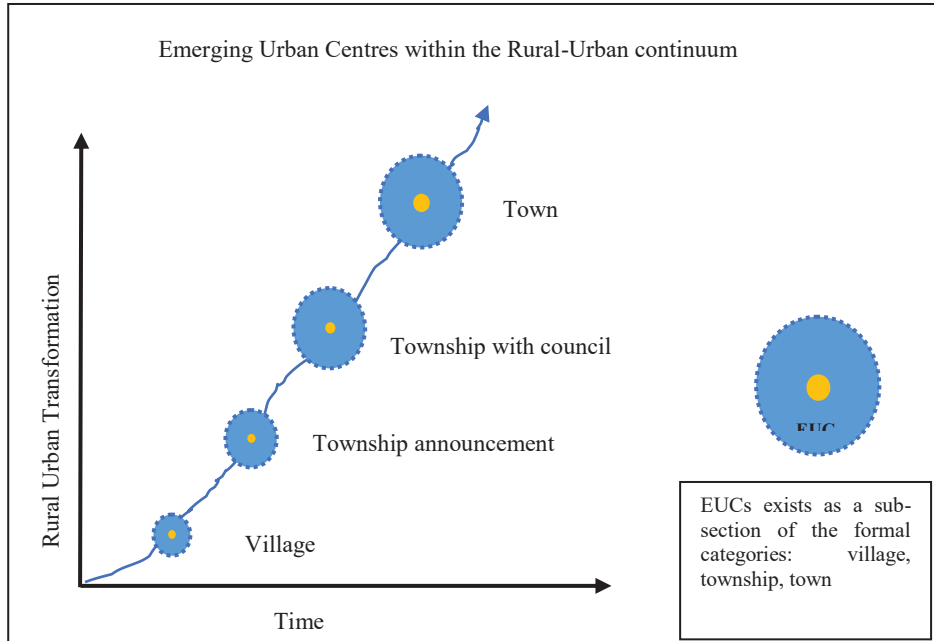 Emerging Urban Centres within the Rural-Urban continuum
Rural Urban Transformation
Town
Township with council
Township announcement
Village
Time
EUC
EUCs exists as a sub-
section of the formal
categories: village,
township, town